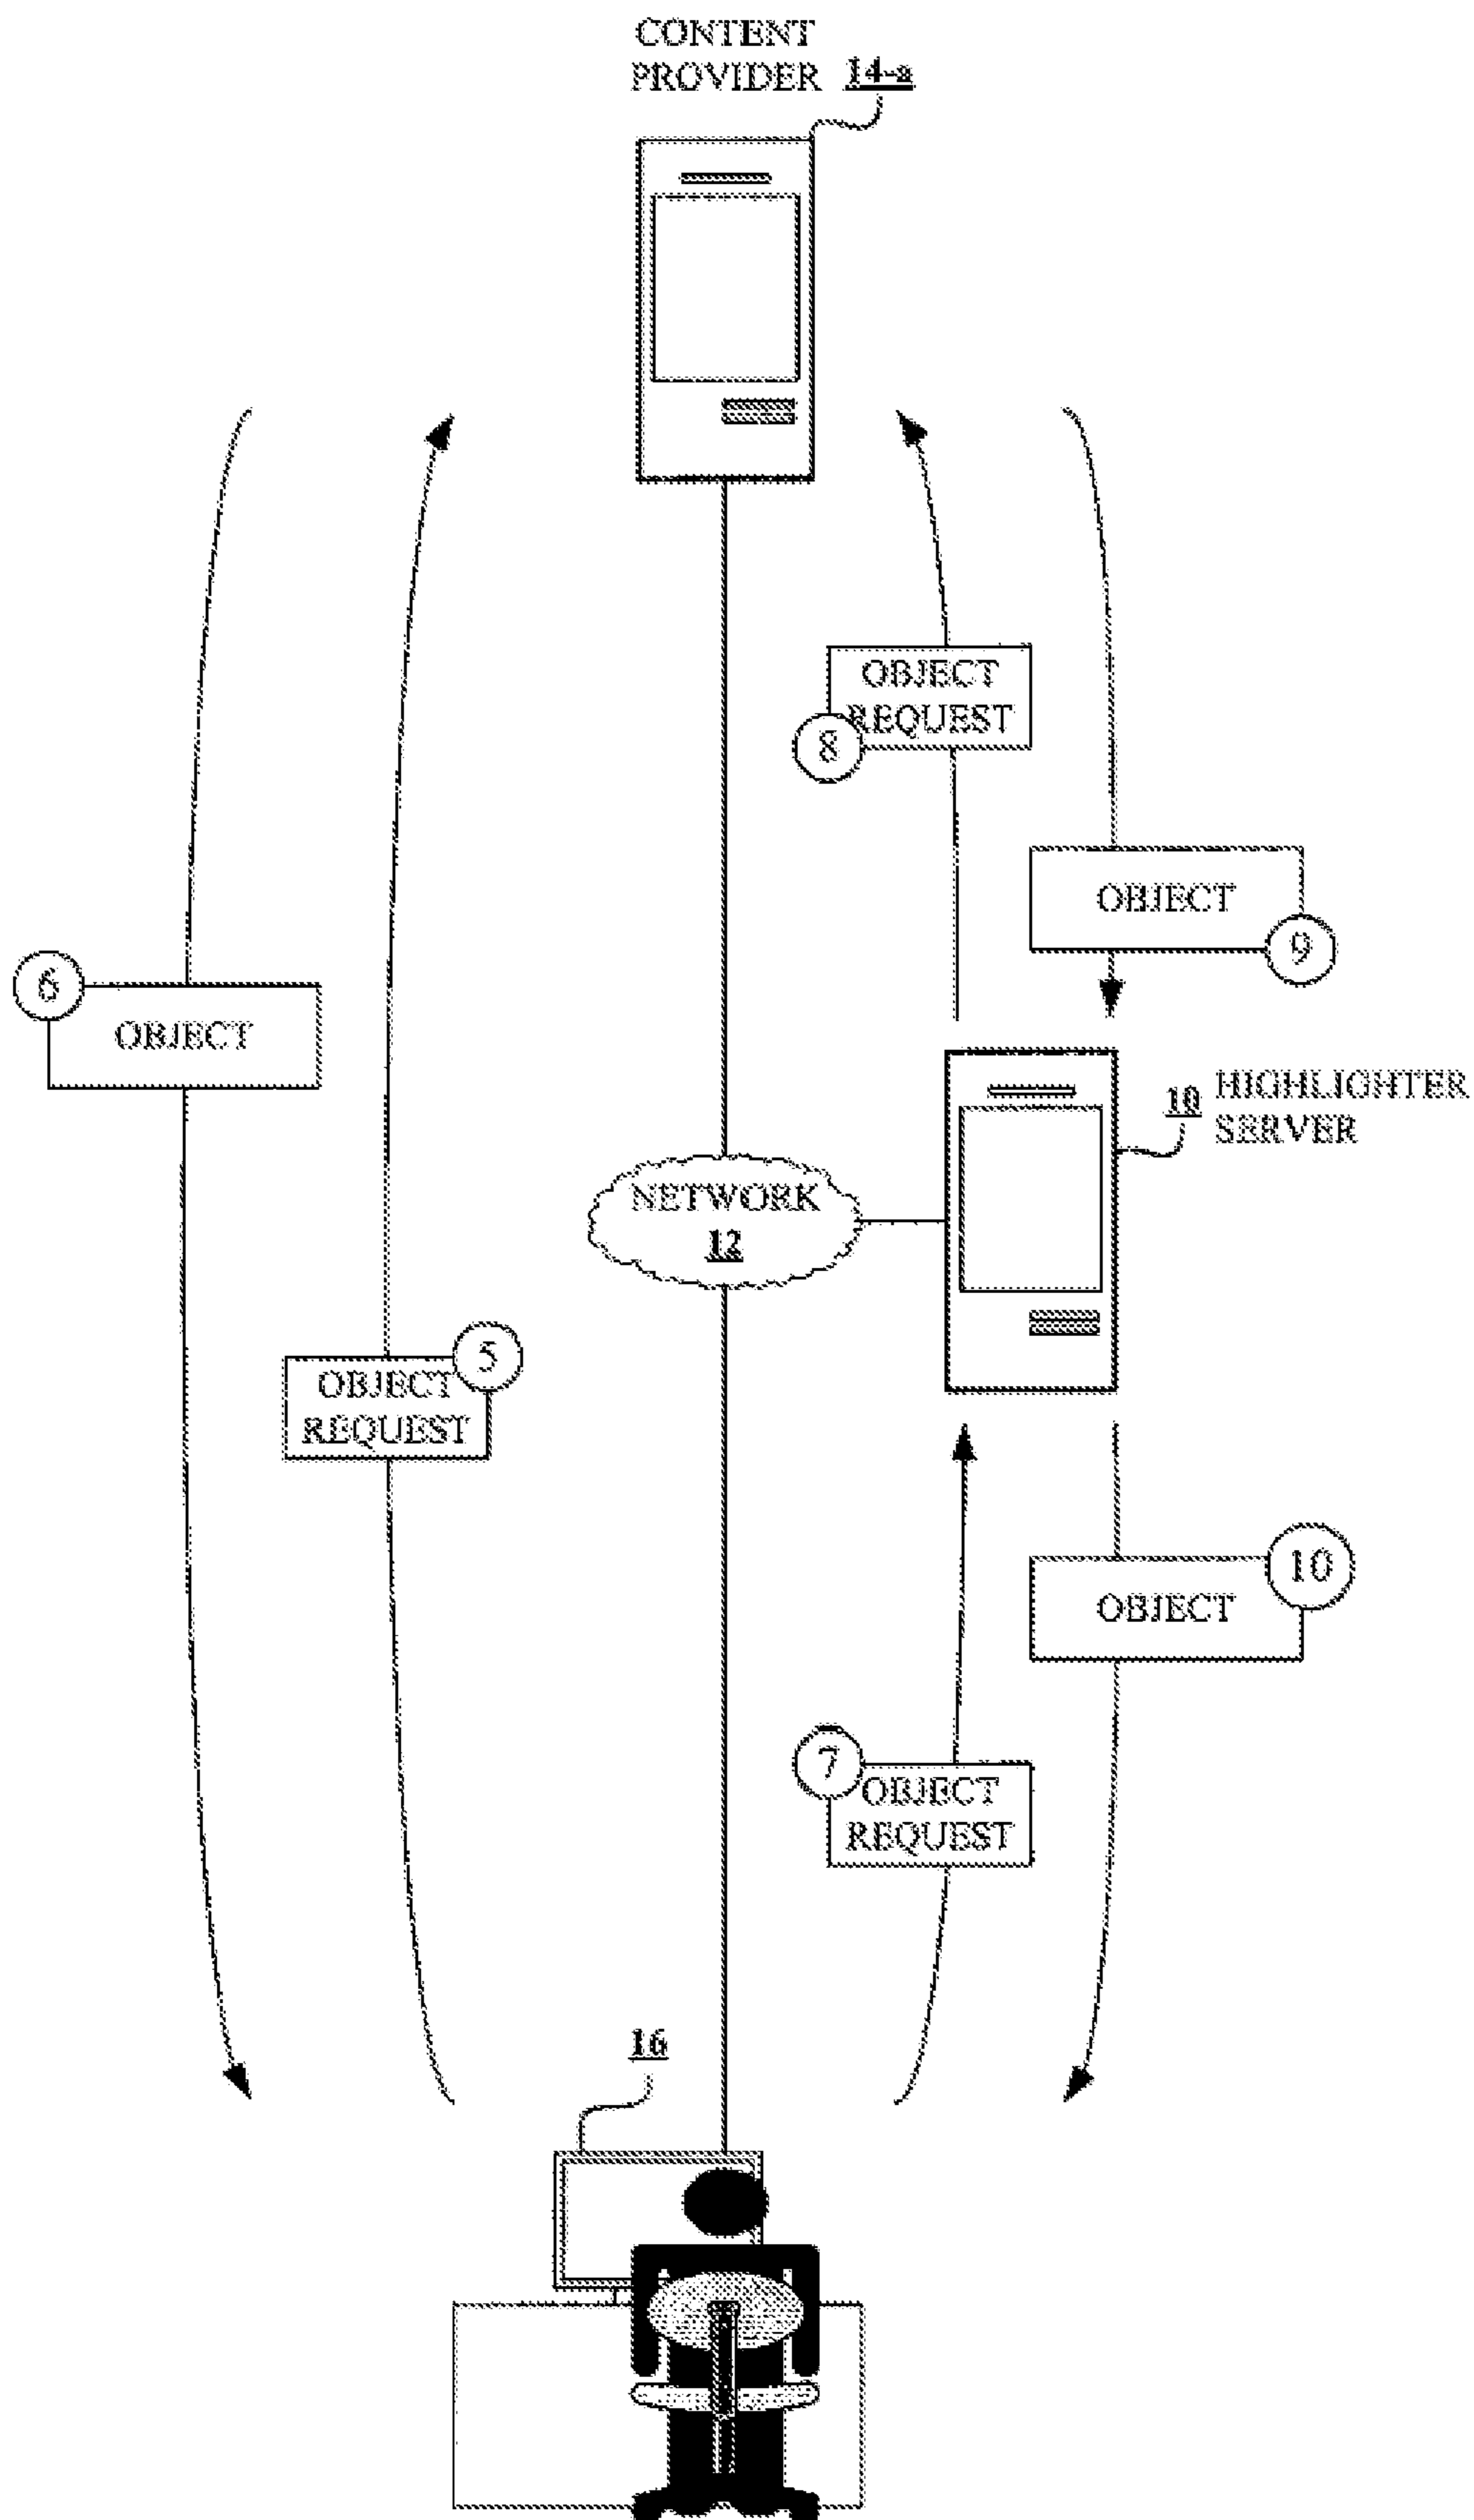 CONTENT
PROVIDER 14-a
OBJECT
REQUEST
8
OBJECT
9
6
OBJECT
10 HIGHLIGHTER
SERVER
NETWORK
12
5
OBJECT
REQUEST
10
OBJECT
7
OBJECT
REQUEST
16